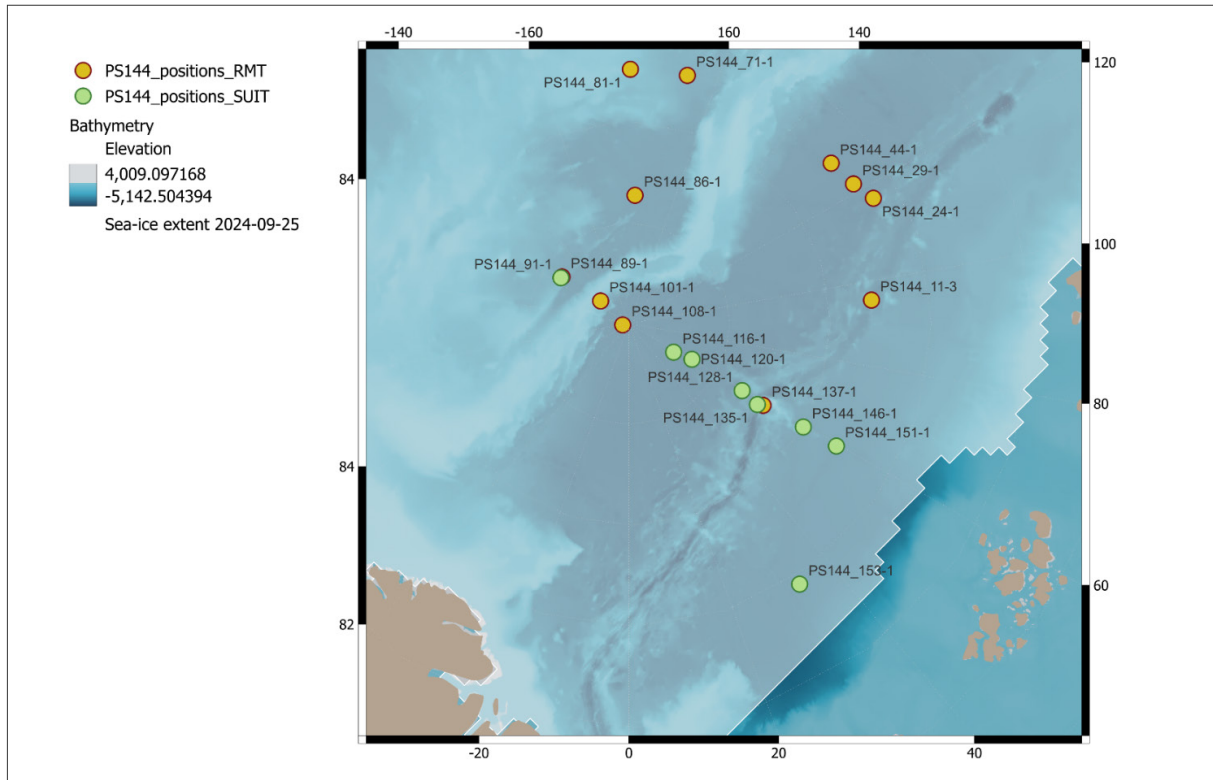 -140 -160 160 140
PS144_positions_RMT
PS144_positions_SUIT
Bathymetry
Elevation
4,009.097168
-5,142.504394
Sea-ice extent 2024-09-25
120
PS144_71-1
PS144_81-1
PS144_44-1
PS144_29-1
84
PS144_86-1
PS144_24-1
100
PS144_91-1
PS144_89-1
PS144_101-1
PS144_11-3
PS144_108-1
PS144_116-1
PS144_120-1
PS144_128-1
PS144_137-1
80
PS144_135-1
PS144_146-1
PS144_151-1
84
PS144_153-1
60
82
-20 0 20 40